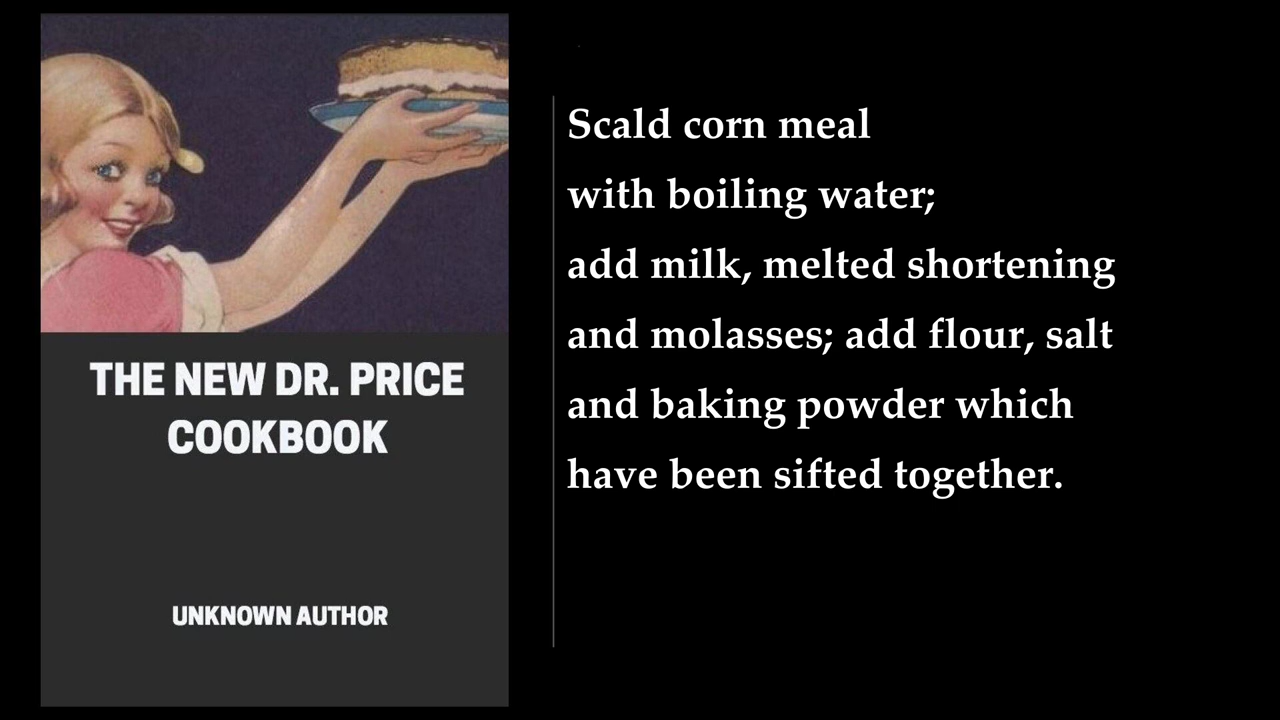 THE NEW DR. PRICE
COOKBOOK
UNKNOWN AUTHOR
Scald corn meal
with boiling water;
add milk, melted shortening
and molasses; add flour, salt
and baking powder which
have been sifted together.